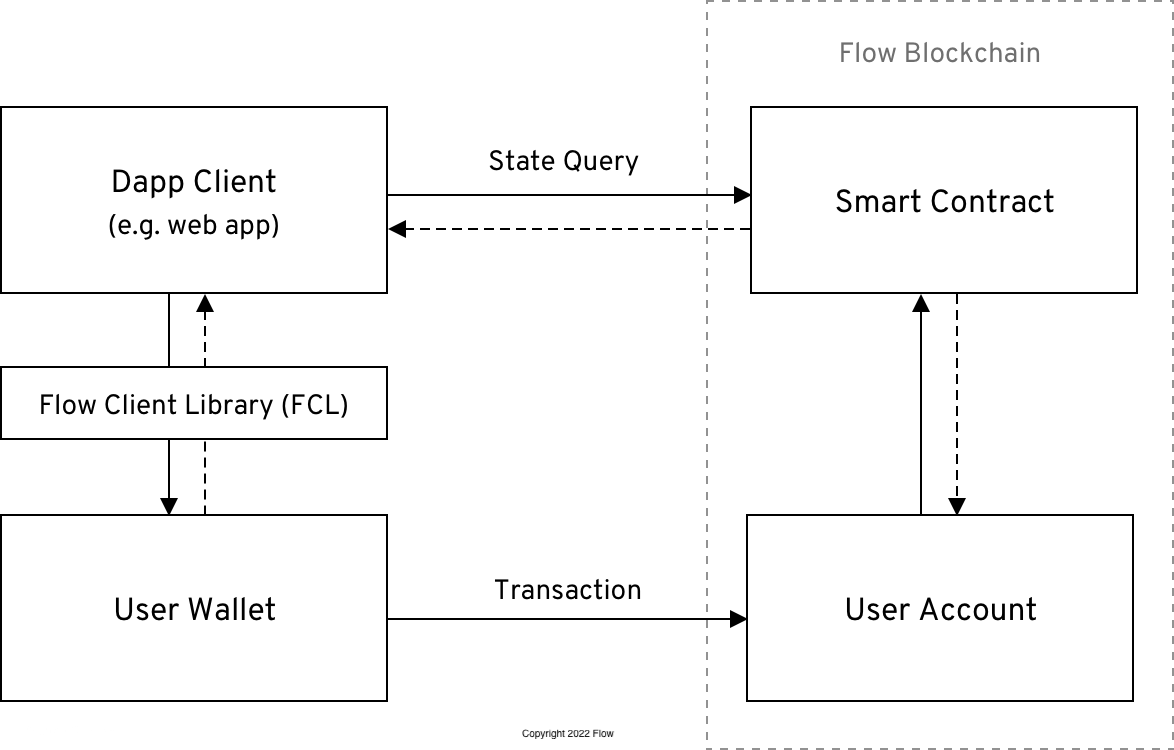 Flow Blockchain
Dapp Client
(e.g. web app)
State Query
Smart Contract
Flow Client Library (FCL)
User Wallet
Transaction
User Account
Copyright 2022 Flow